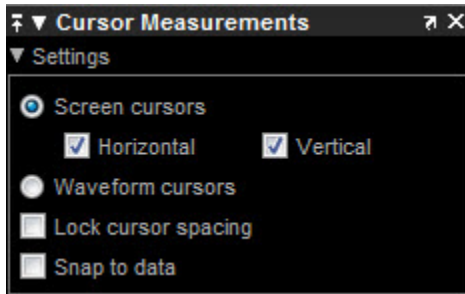 Cursor Measurements
Settings
Screen cursors
Horizontal Vertical
Waveform cursors
Lock cursor spacing
Snap to data